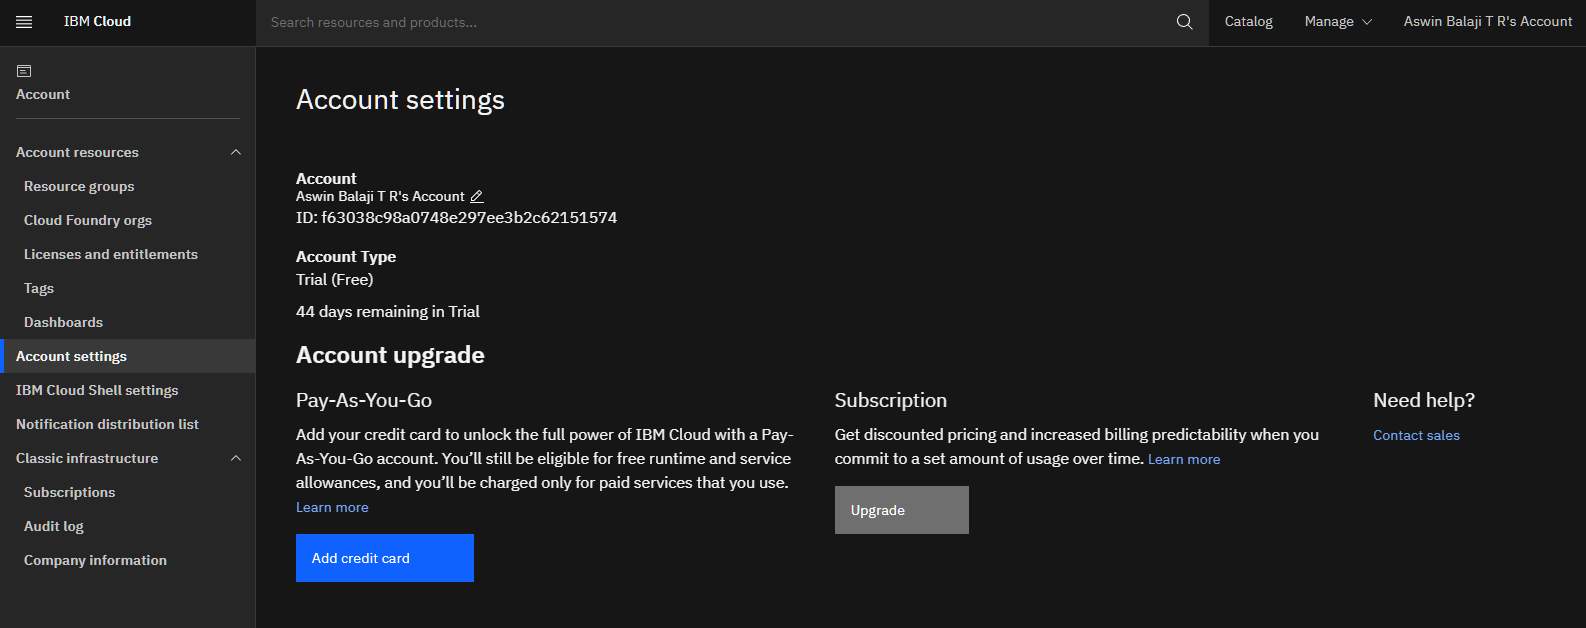 IBM Cloud
Search resources and products...
Catalog
Manage
Aswin Balaji T R's Account
Account
Account resources
Resource groups
Cloud Foundry orgs
Licenses and entitlements
Tags
Dashboards
Account settings
IBM Cloud Shell settings
Notification distribution list
Classic infrastructure
Subscriptions
Audit log
Company information
Account settings
Account
Aswin Balaji T R's Account
ID: f63038c98a0748e297ee3b2c62151574
Account Type
Trial (Free)
44 days remaining in Trial
Account upgrade
Pay-As-You-Go
Add your credit card to unlock the full power of IBM Cloud with a Pay-
As-You-Go account. You’ll still be eligible for free runtime and service
allowances, and you’ll be charged only for paid services that you use.
Learn more
Add credit card
Subscription
Get discounted pricing and increased billing predictability when you
commit to a set amount of usage over time. Learn more
Upgrade
Need help?
Contact sales